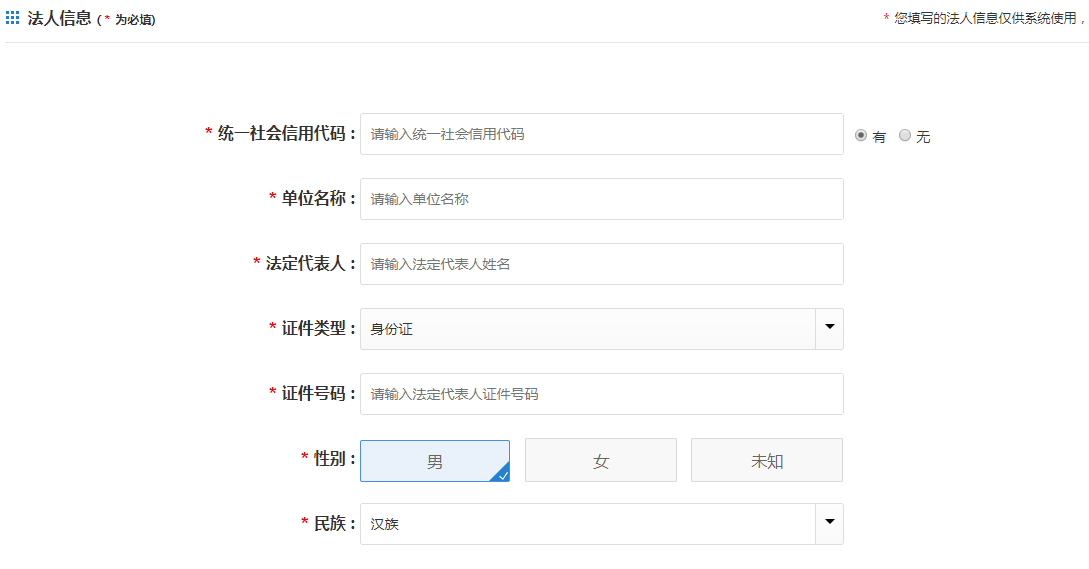 法人信息 ( * 为必填)
* 您填写的法人信息仅供系统使用，
* 统一社会信用代码： 请输入统一社会信用代码 有 无
* 单位名称： 请输入单位名称
* 法定代表人： 请输入法定代表人姓名
* 证件类型： 身份证
* 证件号码： 请输入法定代表人证件号码
* 性别： 男 女 未知
* 民族： 汉族